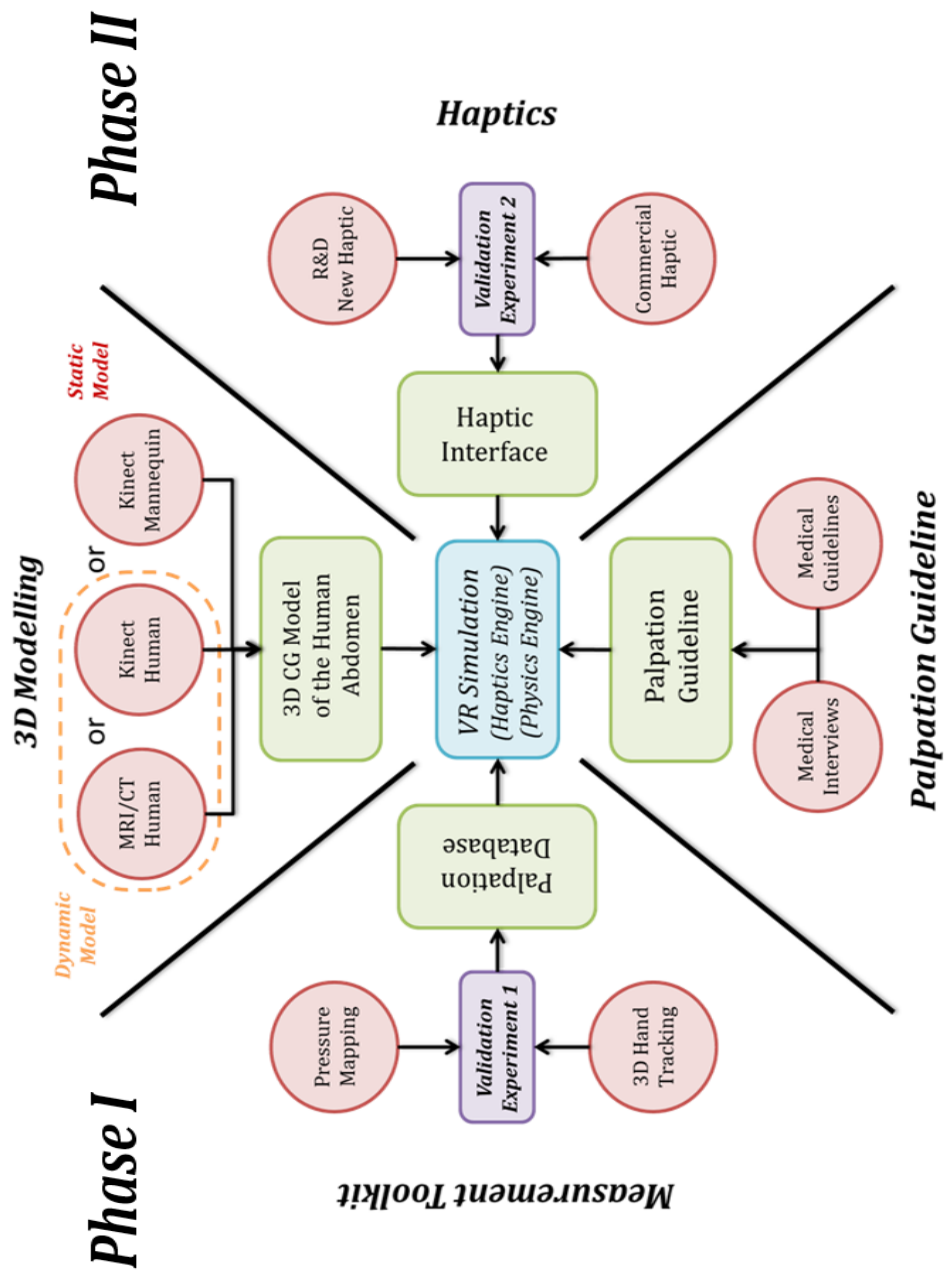 Phase I
Phase II
3D Modelling
Dynamic
Model
Static
Model
MRI/CT
Human
or
Kinect
Human
or
Kinect
Mannequin
3D CG Model
of the Human
Abdomen
Measurement Toolkit
Pressure
Mapping
Validation
Experiment 1
3D Hand
Tracking
Palpation
Database
VR Simulation
(Haptics Engine)
(Physics Engine)
Haptic
Interface
R&D
New Haptic
Validation
Experiment 2
Commercial
Haptic
Haptics
Palpation
Guideline
Medical
Interviews
Medical
Guidelines
Palpation Guideline